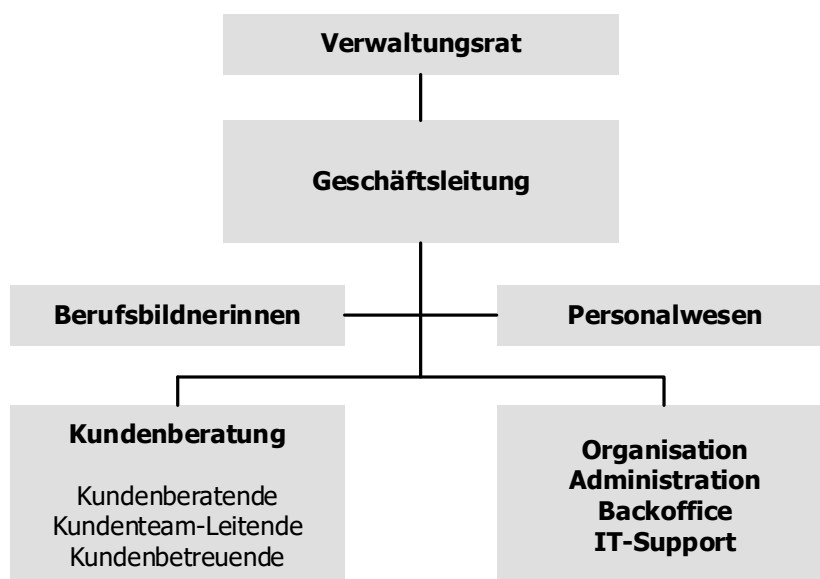 Verwaltungsrat
Geschäftsleitung
Berufsbildnerinnen
Personalwesen
Kundenberatung
Kundenberatende
Kundenteam-Leitende
Kundenbetreuende
Organisation
Administration
Backoffice
IT-Support